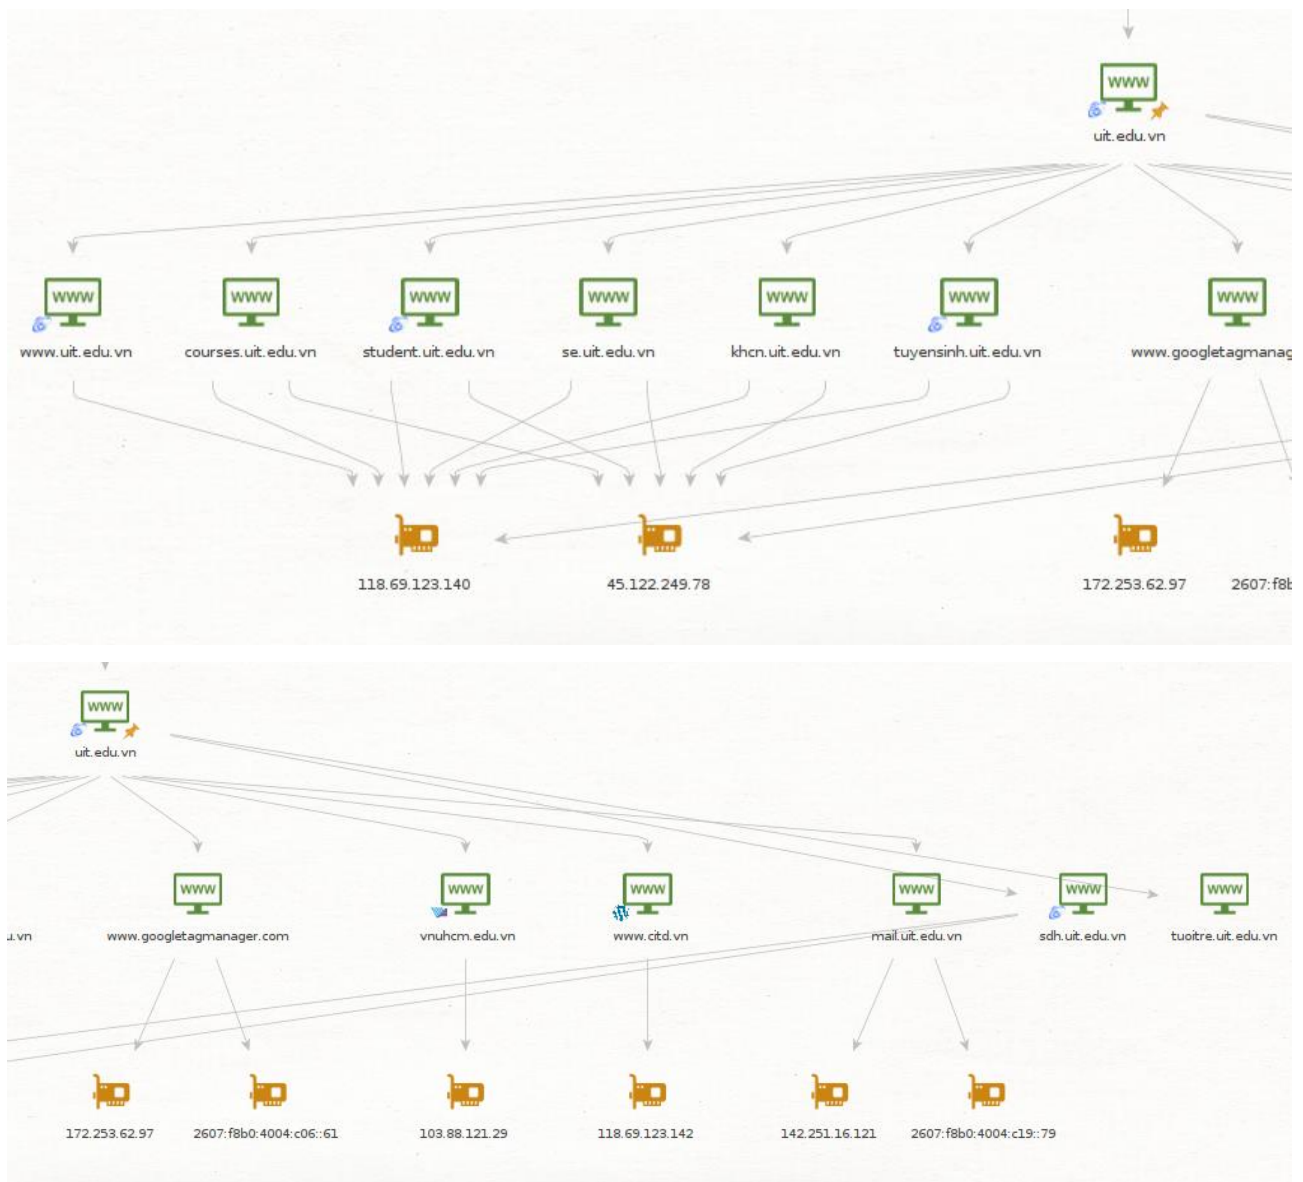 WWW
uit.edu.vn
WWW WWW WWW WWW WWW WWW WWW
www.uit.edu.vn courses.uit.edu.vn student.uit.edu.vn se.uit.edu.vn khcn.uit.edu.vn tuyensinh.uit.edu.vn www.googletagmanag
118.69.123.140 45.122.249.78 172.253.62.97 2607:f8b
WWW
uit.edu.vn
WWW WWW WWW WWW WWW WWW
u.vn www.googletagmanager.com vnuhcm.edu.vn www.citd.vn mail.uit.edu.vn sdh.uit.edu.vn tuoitre.uit.edu.vn
172.253.62.97 2607:f8b0:4004:c06::61 103.88.121.29 118.69.123.142 142.251.16.121 2607:f8b0:4004:c19::79